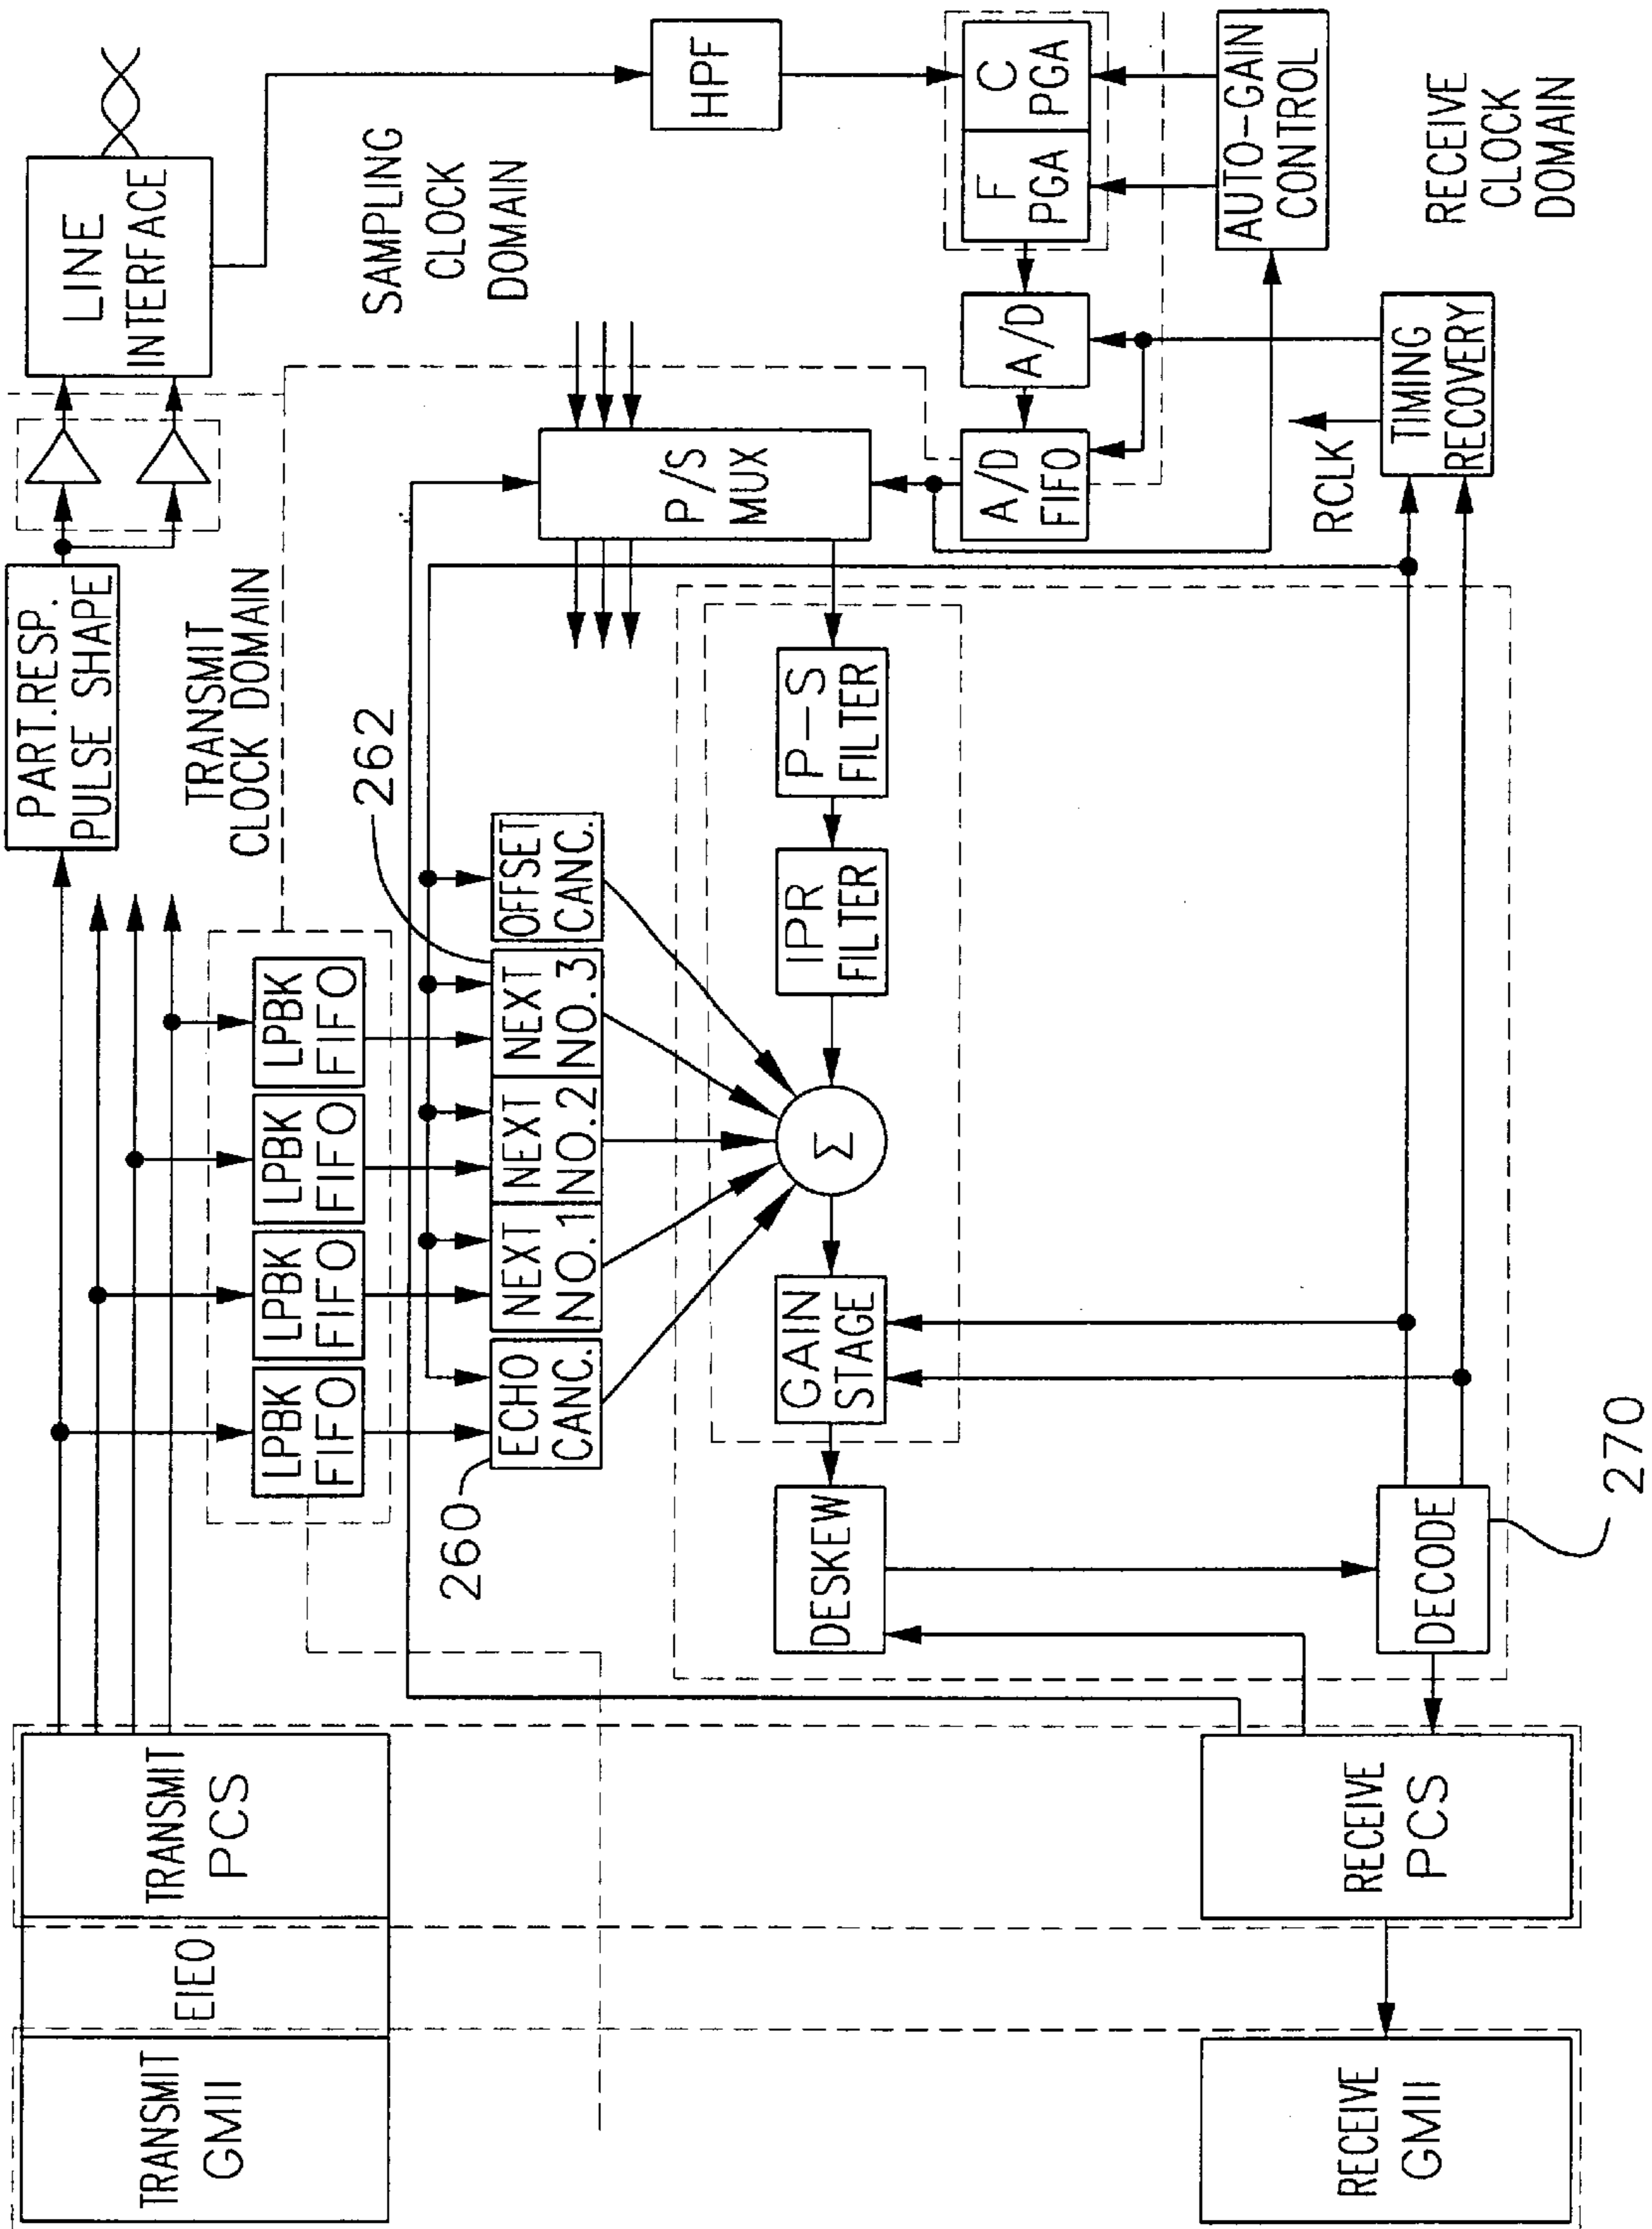 TRANSMIT
GMII
EIEO
TRANSMIT
PCS
PART.RESP.
PULSE SHAPE
LINE
INTERFACE
TRANSMIT
CLOCK DOMAIN
LPBK
FIFO
LPBK
FIFO
LPBK
FIFO
LPBK
FIFO
SAMPLING
CLOCK
DOMAIN
HPF
260
262
ECHO
CANC.
NEXT
NO.1
NEXT
NO.2
NEXT
NO.3
OFFSET
CANC.
P/S
MUX
DESKEW
GAIN
STAGE
Σ
IPR
FILTER
P-S
FILTER
A/D
FIFO
A/D
F
PGA
C
PGA
AUTO-GAIN
CONTROL
RCLK
TIMING
RECOVERY
RECEIVE
CLOCK
DOMAIN
RECEIVE
GMII
RECEIVE
PCS
DECODE
270